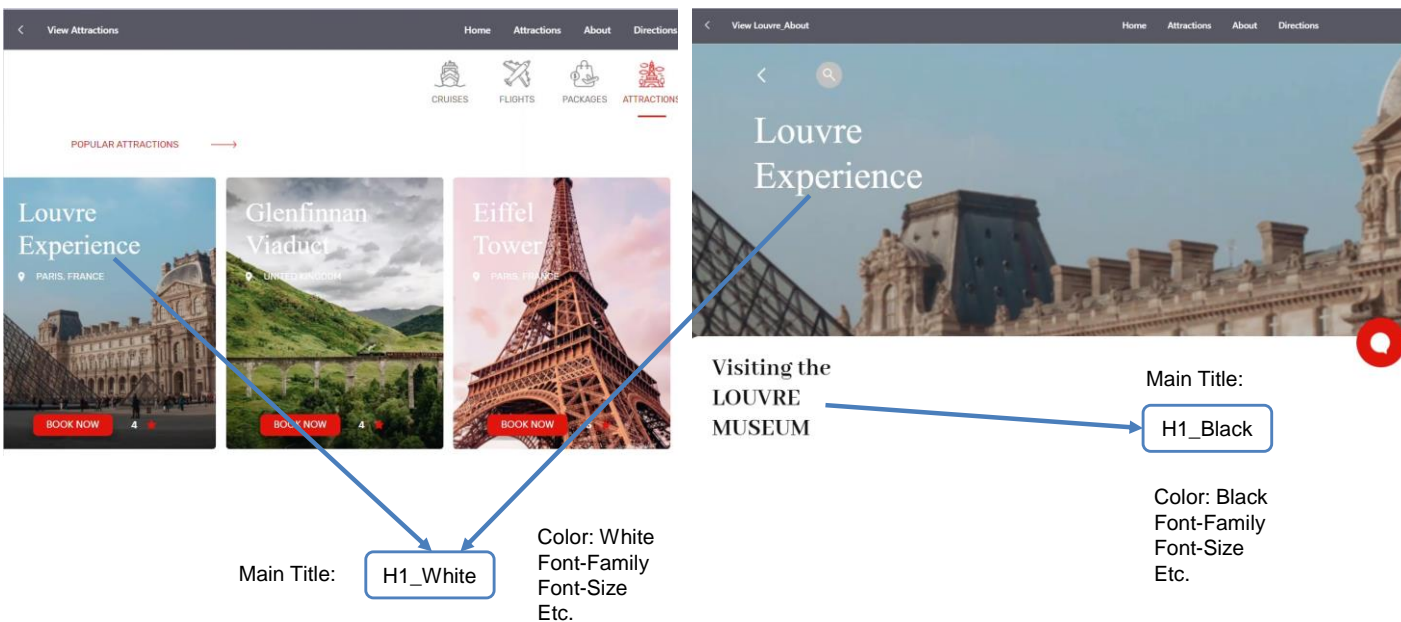 View Attractions
Home Attractions About Directions
CRUISES FLIGHTS PACKAGES ATTRACTIONS
POPULAR ATTRACTIONS
Louvre
Experience
PARIS, FRANCE
BOOK NOW 4
Glenfinnan
Viaduct
UNITED KINGDOM
BOOK NOW 4
Eiffel
Tower
PARIS, FRANCE
BOOK NOW
View Louvre_About
Home Attractions About Directions
Louvre
Experience
Visiting the
LOUVRE
MUSEUM
Main Title:
H1_Black
Color: Black
Font-Family
Font-Size
Etc.
Main Title:
H1_White
Color: White
Font-Family
Font-Size
Etc.